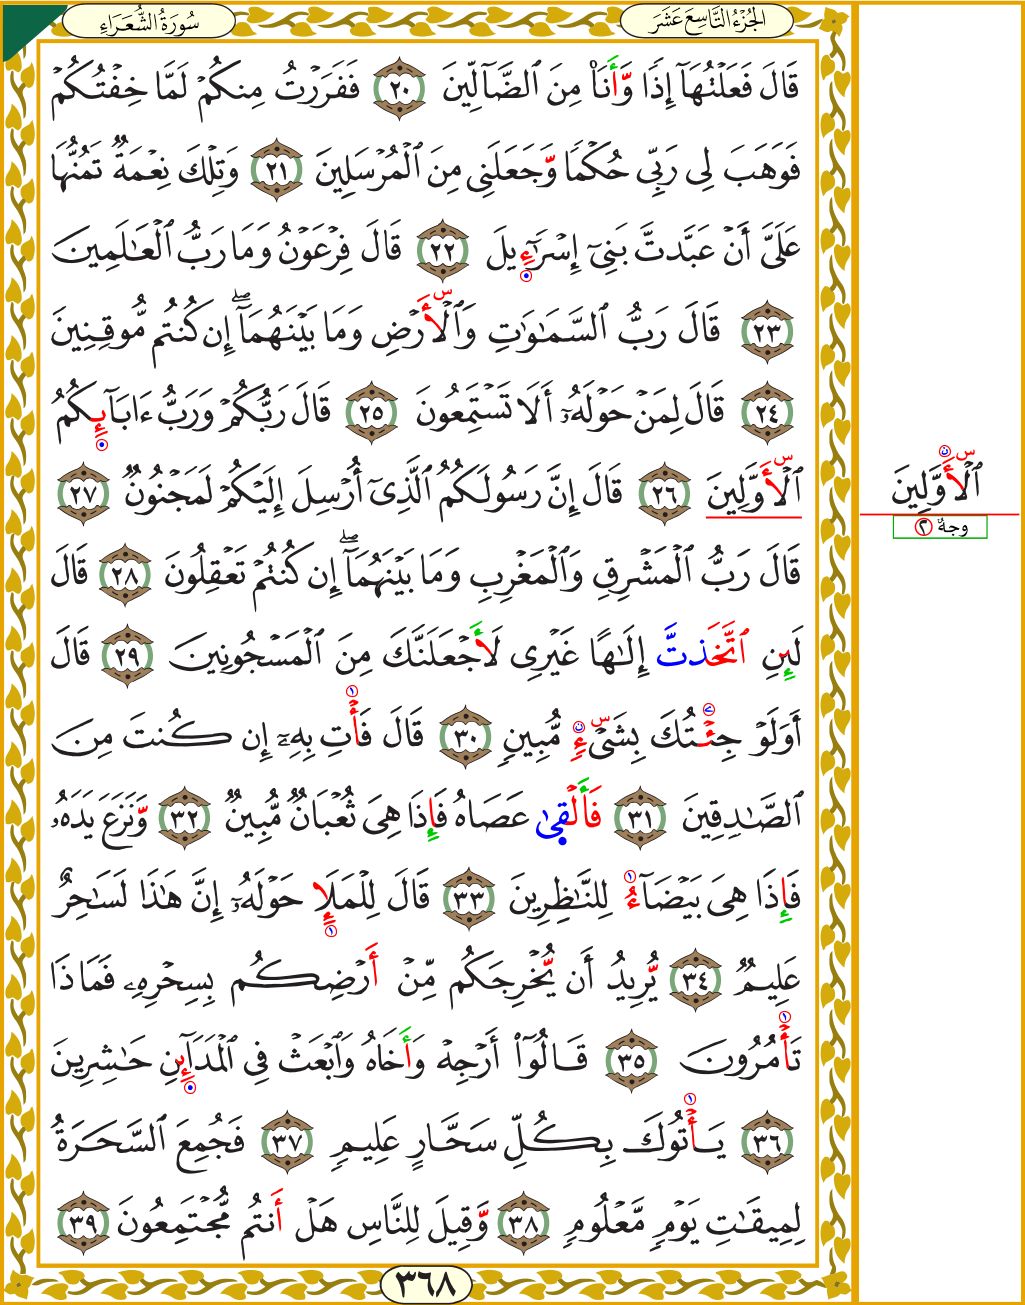 الجُزْءُ التَّاسِعَ عَشَرَ
سُورَةُ الشُّعَرَاءِ
قَالَ فَعَلْتُهَآ إِذٗا وَّأَنَا۠ مِنَ ٱلضَّآلِّينَ ٢٠ فَفَرَرۡتُ مِنكُمۡ لَمَّا خِفۡتُكُمۡ
فَوَهَبَ لِي رَبِّي حُكۡمٗا وَّجَعَلَنِي مِنَ ٱلۡمُرۡسَلِينَ ٢١ وَتِلۡكَ نِعۡمَةٞ تَمُنُّهَا
عَلَيَّ أَنۡ عَبَّدتَّ بَنِيٓ إِسۡرَٰٓءِيلَ ٢٢ قَالَ فِرۡعَوۡنُ وَمَا رَبُّ ٱلۡعَٰلَمِينَ
٢٣ قَالَ رَبُّ ٱلسَّمَٰوَٰتِ وَٱلۡأَرۡضِ وَمَا بَيۡنَهُمَآۖ إِن كُنتُم مُّوقِنِينَ
٢٤ قَالَ لِمَنۡ حَوۡلَهُۥٓ أَلَا تَسۡتَمِعُونَ ٢٥ قَالَ رَبُّكُمۡ وَرَبُّ ءَابَآئِكُمُ
ٱلۡأَوَّلِينَ ٢٦ قَالَ إِنَّ رَسُولَكُمُ ٱلَّذِيٓ أُرۡسِلَ إِلَيۡكُمۡ لَمَجۡنُونٞ ٢٧
قَالَ رَبُّ ٱلۡمَشۡرِقِ وَٱلۡمَغۡرِبِ وَمَا بَيۡنَهُمَآۖ إِن كُنتُمۡ تَعۡقِلُونَ ٢٨ قَالَ
لَئِنِ ٱتَّخَذتَّ إِلَٰهًا غَيۡرِي لَأَجۡعَلَنَّكَ مِنَ ٱلۡمَسۡجُونِينَ ٢٩ قَالَ
أَوَلَوۡ جِئۡتُكَ بِشَيۡءٖ مُّبِينٖ ٣٠ قَالَ فَأۡتِ بِهِۦٓ إِن كُنتَ مِنَ
ٱلصَّٰدِقِينَ ٣١ فَأَلۡقَىٰ عَصَاهُ فَإِذَا هِيَ ثُعۡبَانٞ مُّبِينٞ ٣٢ وَّنَزَعَ يَدَهُۥ
فَإِذَا هِيَ بَيۡضَآءُ لِلنَّٰظِرِينَ ٣٣ قَالَ لِلۡمَلَإِ حَوۡلَهُۥٓ إِنَّ هَٰذَا لَسَٰحِرٌ
عَلِيمٞ ٣٤ يُّرِيدُ أَن يُّخۡرِجَكُم مِّنۡ أَرۡضِكُم بِسِحۡرِهِۦ فَمَاذَا
تَأۡمُرُونَ ٣٥ قَالُوٓاْ أَرۡجِهۡ وَأَخَاهُ وَٱبۡعَثۡ فِي ٱلۡمَدَآئِنِ حَٰشِرِينَ
٣٦ يَأۡتُوكَ بِكُلِّ سَحَّارٍ عَلِيمٖ ٣٧ فَجُمِعَ ٱلسَّحَرَةُ
لِمِيقَٰتِ يَوۡمٖ مَّعۡلُومٖ ٣٨ وَّقِيلَ لِلنَّاسِ هَلۡ أَنتُم مُّجۡتَمِعُونَ ٣٩
ٱلۡأَوَّلِينَ
وجهٌ ٢
٣٦٨